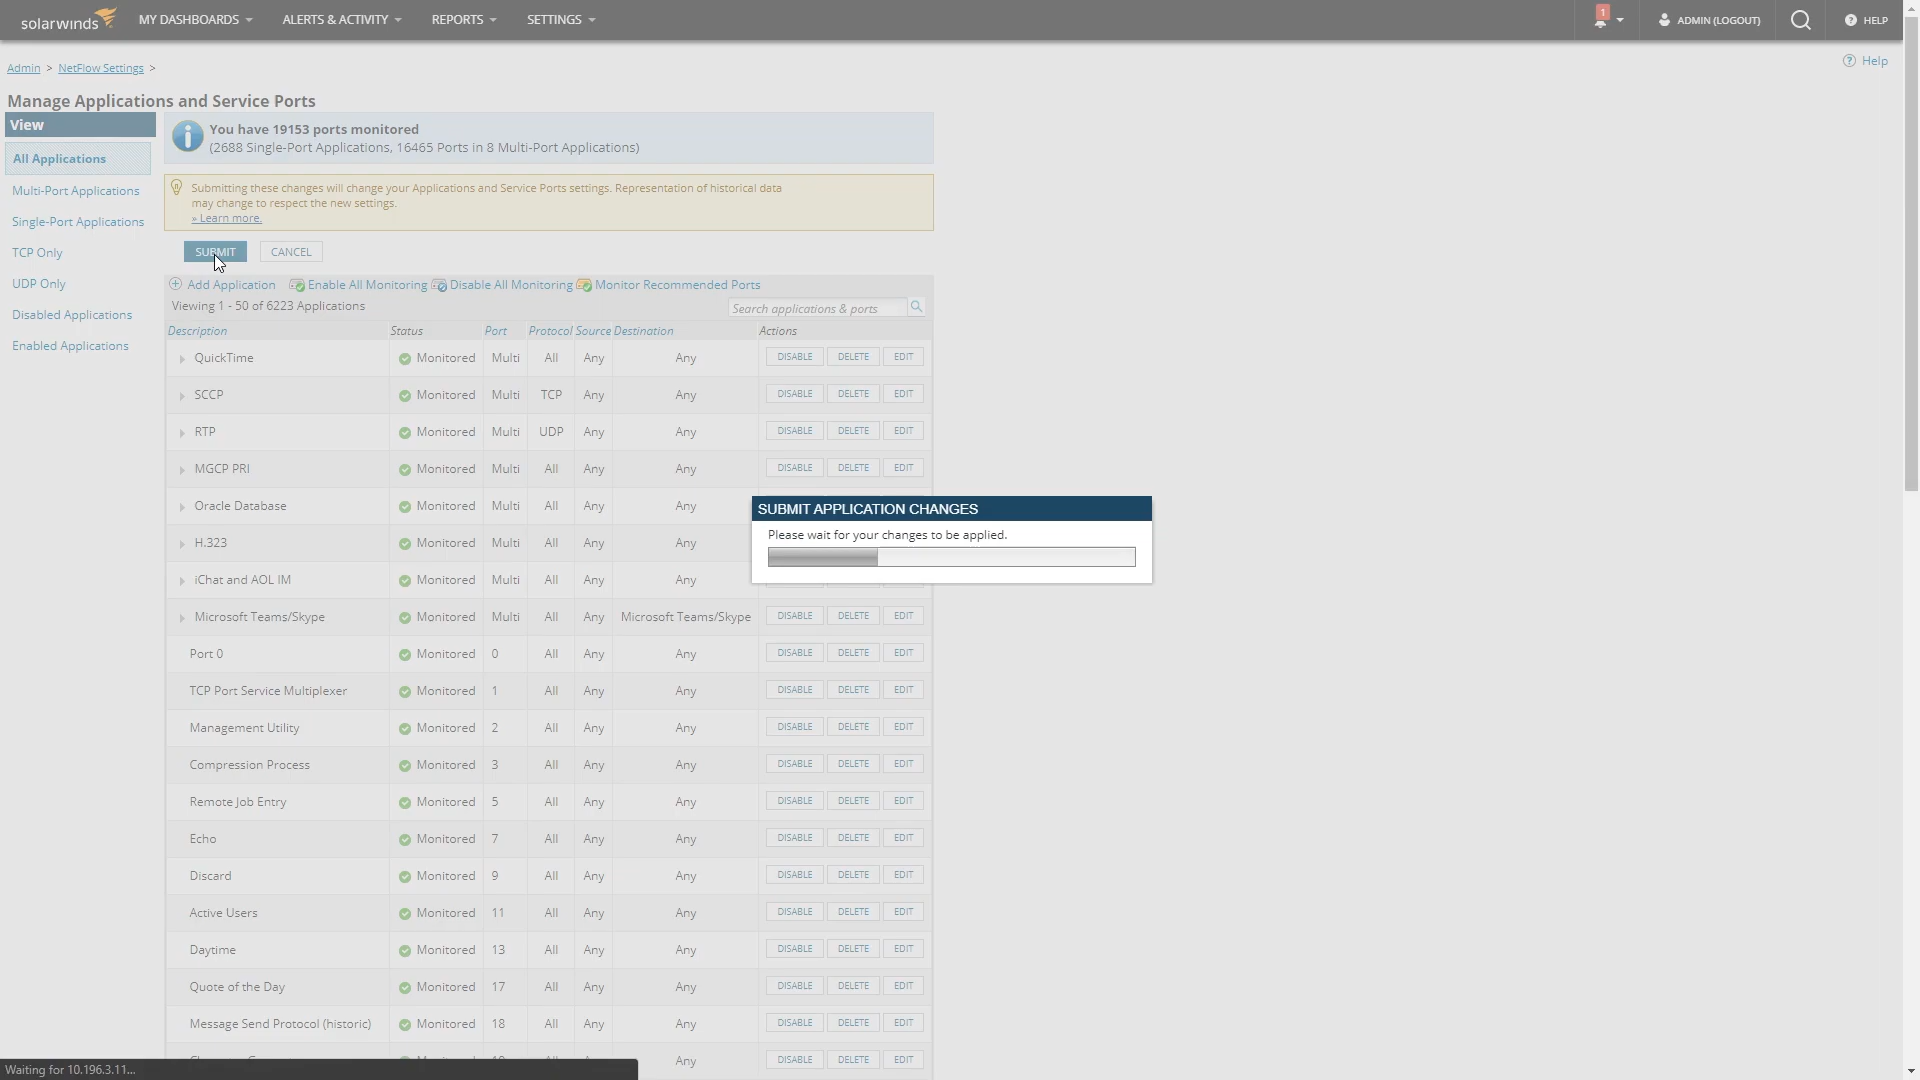 solarwinds
MY DASHBOARDS
ALERTS & ACTIVITY
REPORTS
SETTINGS
1
ADMIN (LOGOUT)
HELP
Admin > NetFlow Settings >
Help
Manage Applications and Service Ports
View
All Applications
Multi-Port Applications
Single-Port Applications
TCP Only
UDP Only
Disabled Applications
Enabled Applications
You have 19153 ports monitored
(2688 Single-Port Applications, 16465 Ports in 8 Multi-Port Applications)
Submitting these changes will change your Applications and Service Ports settings. Representation of historical data
may change to respect the new settings.
» Learn more.
SUBMIT CANCEL
Add Application Enable All Monitoring Disable All Monitoring Monitor Recommended Ports
Viewing 1 - 50 of 6223 Applications
Search applications & ports
Description Status Port Protocol Source Destination Actions
QuickTime Monitored Multi All Any Any DISABLE DELETE EDIT
SCCP Monitored Multi TCP Any Any DISABLE DELETE EDIT
RTP Monitored Multi UDP Any Any DISABLE DELETE EDIT
MGCP PRI Monitored Multi All Any Any DISABLE DELETE EDIT
Oracle Database Monitored Multi All Any Any
H.323 Monitored Multi All Any Any
iChat and AOL IM Monitored Multi All Any Any
SUBMIT APPLICATION CHANGES
Please wait for your changes to be applied.
Microsoft Teams/Skype Monitored Multi All Any Microsoft Teams/Skype DISABLE DELETE EDIT
Port 0 Monitored 0 All Any Any DISABLE DELETE EDIT
TCP Port Service Multiplexer Monitored 1 All Any Any DISABLE DELETE EDIT
Management Utility Monitored 2 All Any Any DISABLE DELETE EDIT
Compression Process Monitored 3 All Any Any DISABLE DELETE EDIT
Remote Job Entry Monitored 5 All Any Any DISABLE DELETE EDIT
Echo Monitored 7 All Any Any DISABLE DELETE EDIT
Discard Monitored 9 All Any Any DISABLE DELETE EDIT
Active Users Monitored 11 All Any Any DISABLE DELETE EDIT
Daytime Monitored 13 All Any Any DISABLE DELETE EDIT
Quote of the Day Monitored 17 All Any Any DISABLE DELETE EDIT
Message Send Protocol (historic) Monitored 18 All Any Any DISABLE DELETE EDIT
Any DISABLE DELETE EDIT
Waiting for 10.196.3.11...